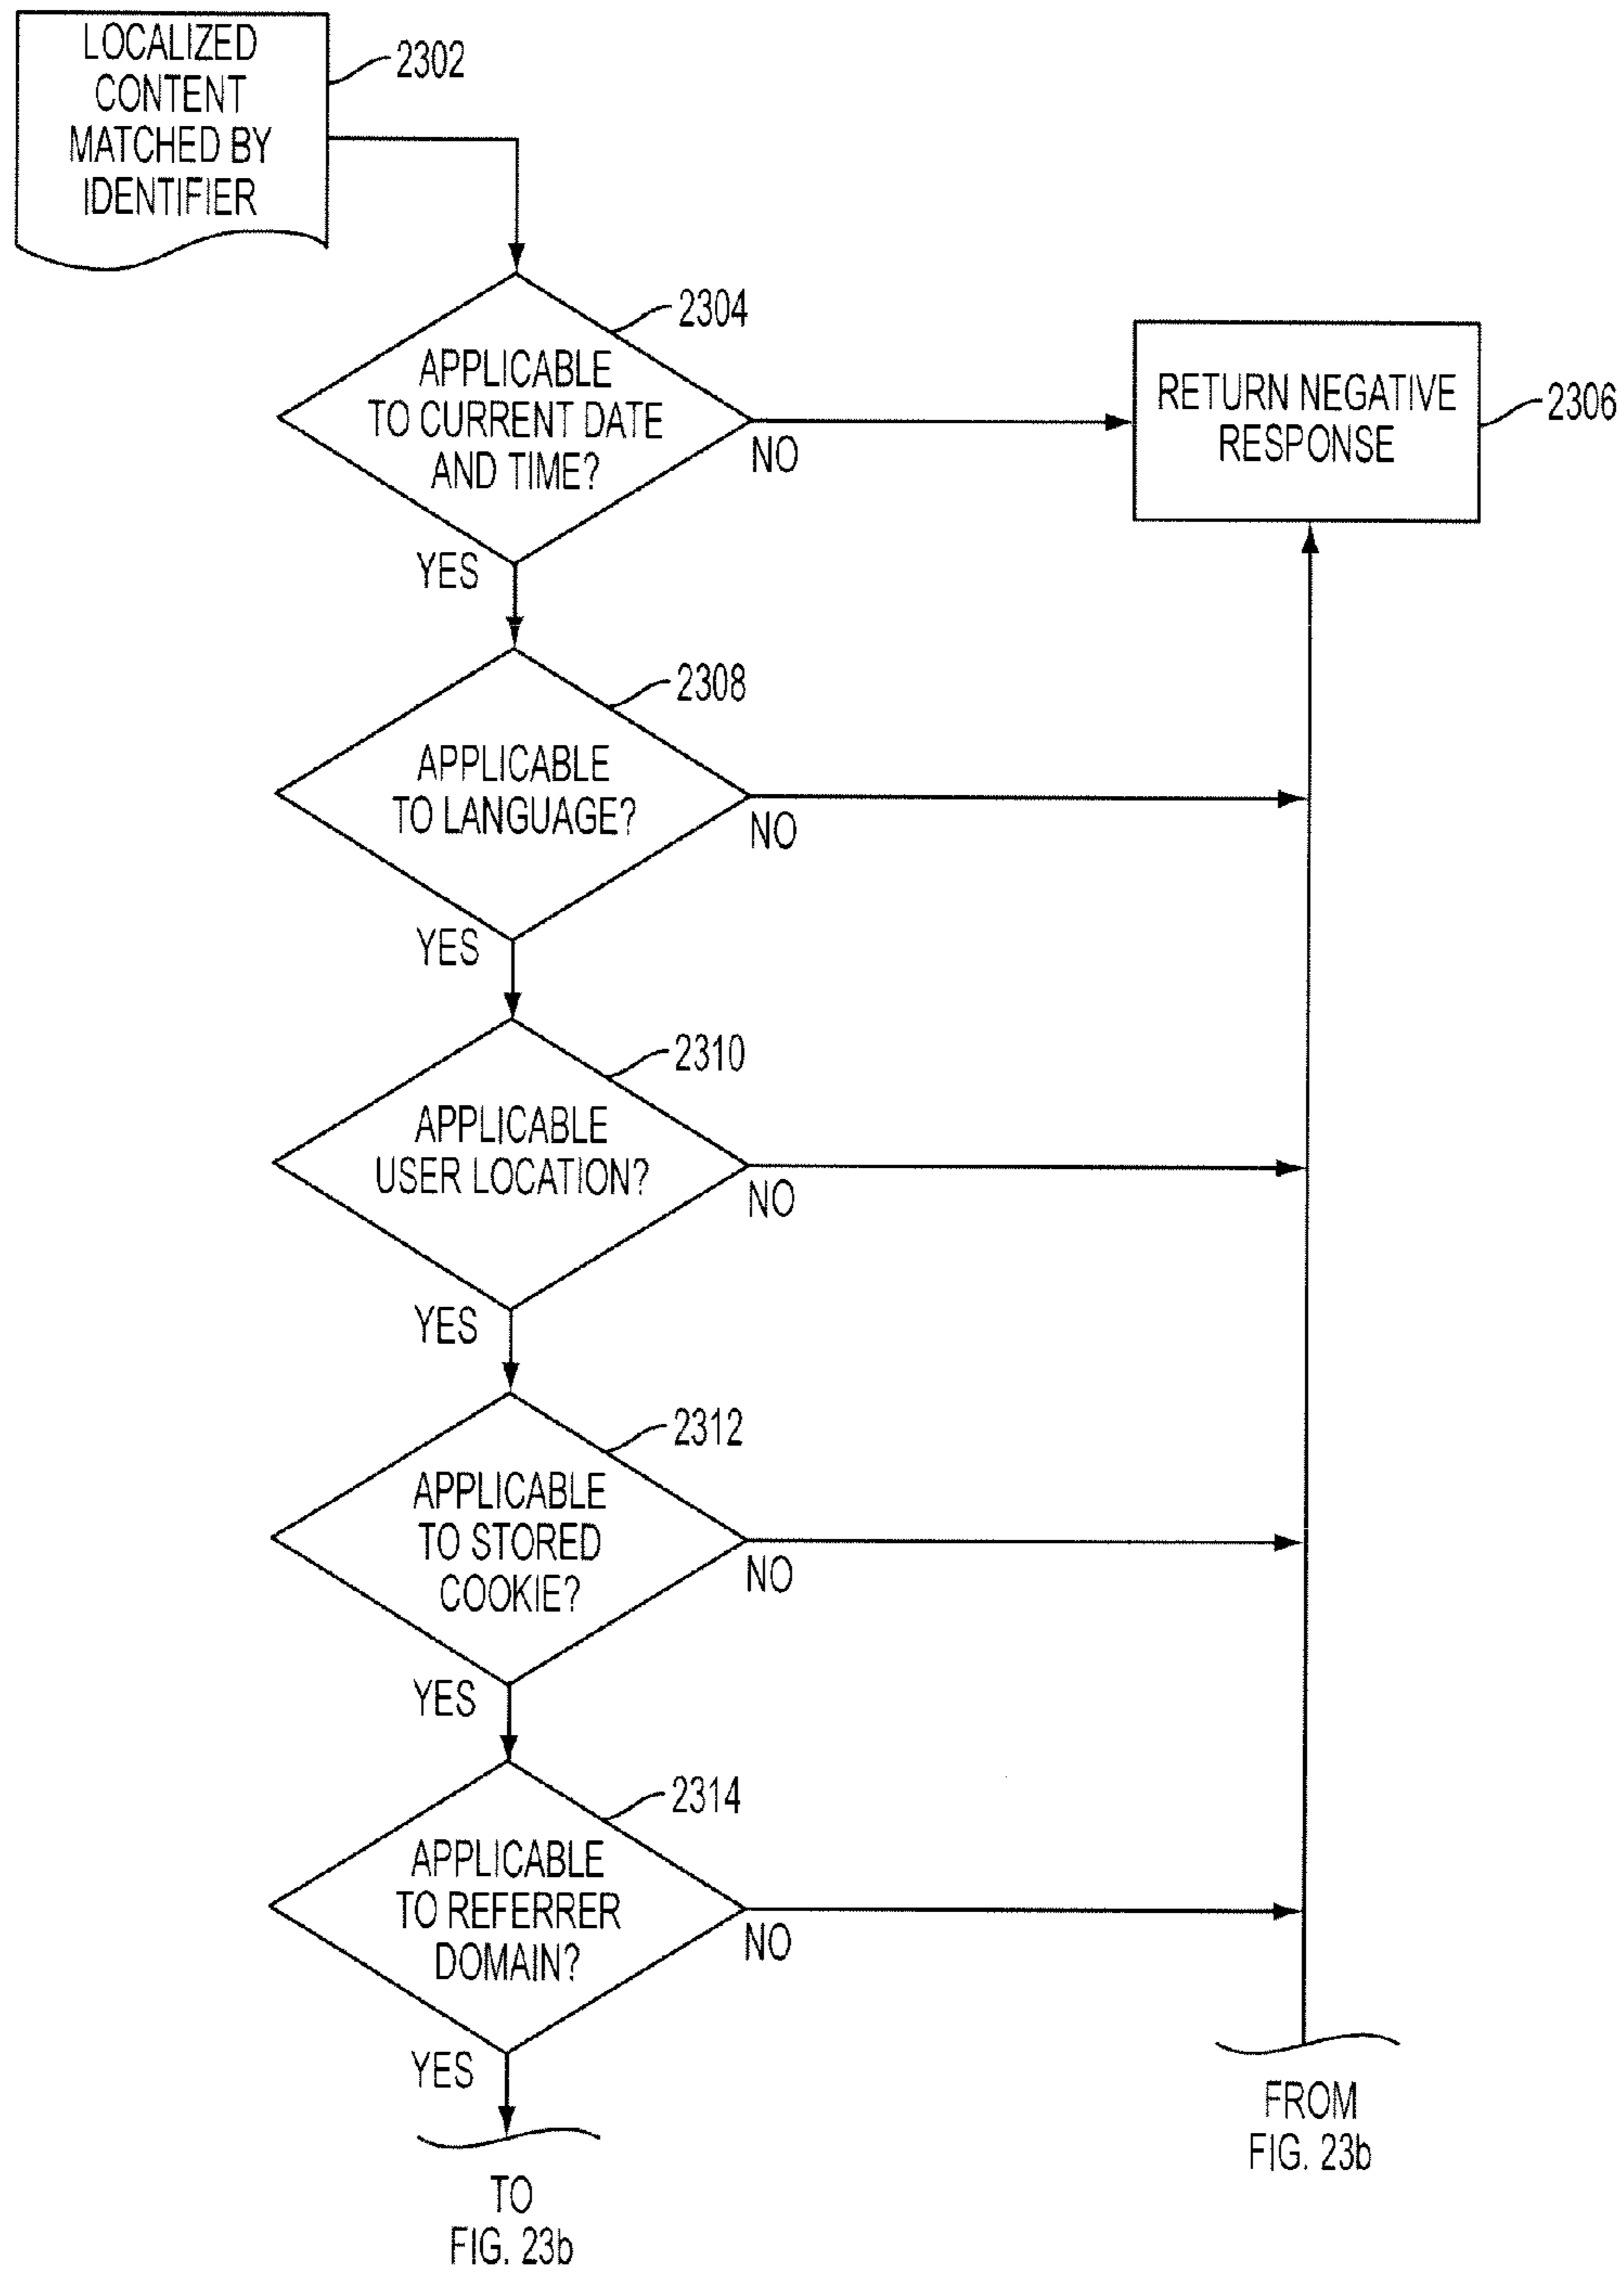 LOCALIZED
CONTENT
MATCHED BY
IDENTIFIER
2302
2304
APPLICABLE
TO CURRENT DATE
AND TIME?
NO
YES
RETURN NEGATIVE
RESPONSE
2306
2308
APPLICABLE
TO LANGUAGE?
NO
YES
2310
APPLICABLE
USER LOCATION?
NO
YES
2312
APPLICABLE
TO STORED
COOKIE?
NO
YES
2314
APPLICABLE
TO REFERRER
DOMAIN?
NO
YES
TO
FIG. 23b
FROM
FIG. 23b